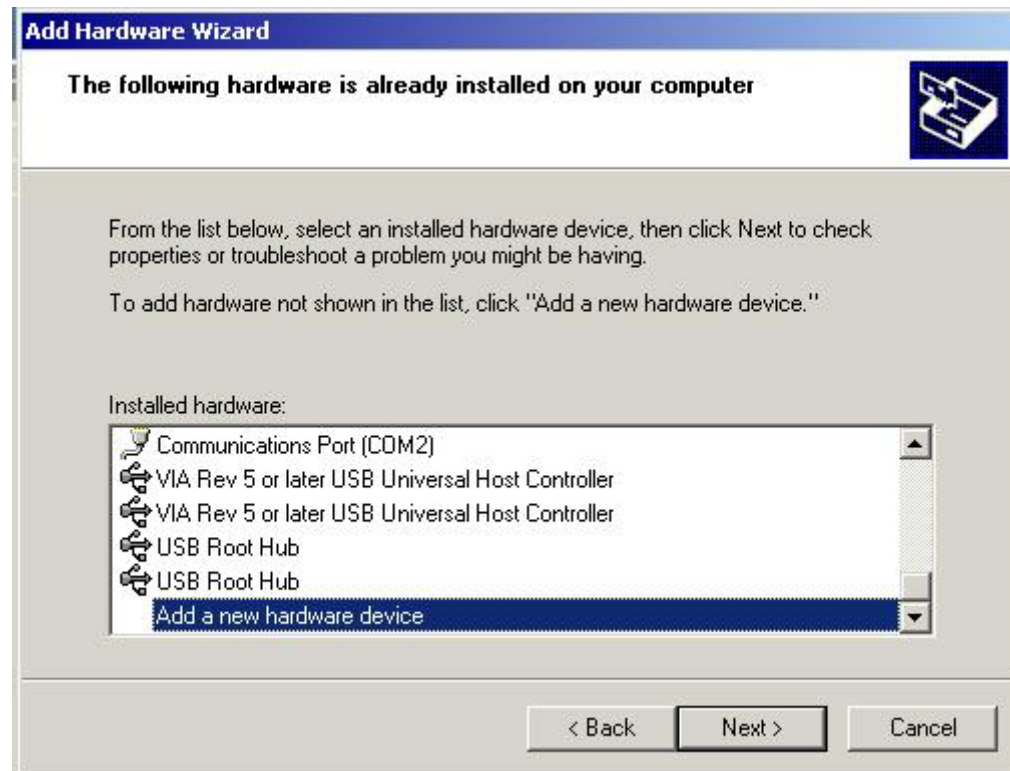 Add Hardware Wizard
The following hardware is already installed on your computer
From the list below, select an installed hardware device, then click Next to check
properties or troubleshoot a problem you might be having.
To add hardware not shown in the list, click "Add a new hardware device."
Installed hardware:
Communications Port (COM2)
VIA Rev 5 or later USB Universal Host Controller
VIA Rev 5 or later USB Universal Host Controller
USB Root Hub
USB Root Hub
Add a new hardware device
< Back Next > Cancel